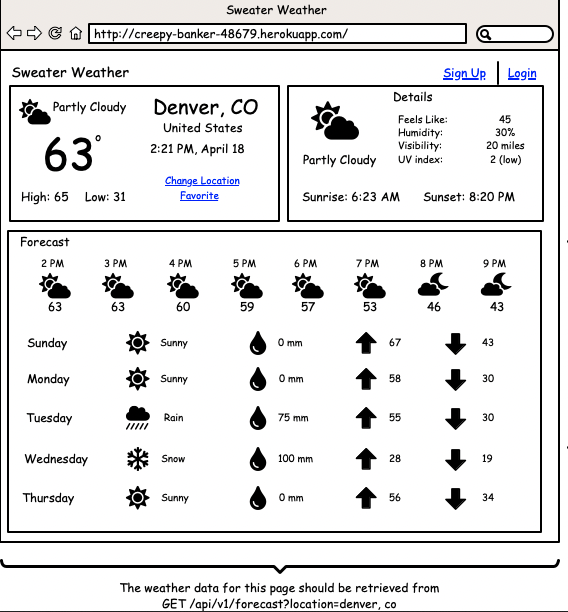 Sweater Weather
http://creepy-banker-48679.herokuapp.com/
Sweater Weather
Sign Up
Login
Partly Cloudy
Denver, CO
United States
63°
2:21 PM, April 18
Change Location
Favorite
High: 65 Low: 31
Details
Feels Like: 45
Humidity: 30%
Visibility: 20 miles
UV index: 2 (low)
Partly Cloudy
Sunrise: 6:23 AM Sunset: 8:20 PM
Forecast
2 PM 3 PM 4 PM 5 PM 6 PM 7 PM 8 PM 9 PM
63 63 60 59 57 53 46 43
Sunday Sunny 0 mm 67 43
Monday Sunny 0 mm 58 30
Tuesday Rain 75 mm 55 30
Wednesday Snow 100 mm 28 19
Thursday Sunny 0 mm 56 34
The weather data for this page should be retrieved from
GET /api/v1/forecast?location=denver, co